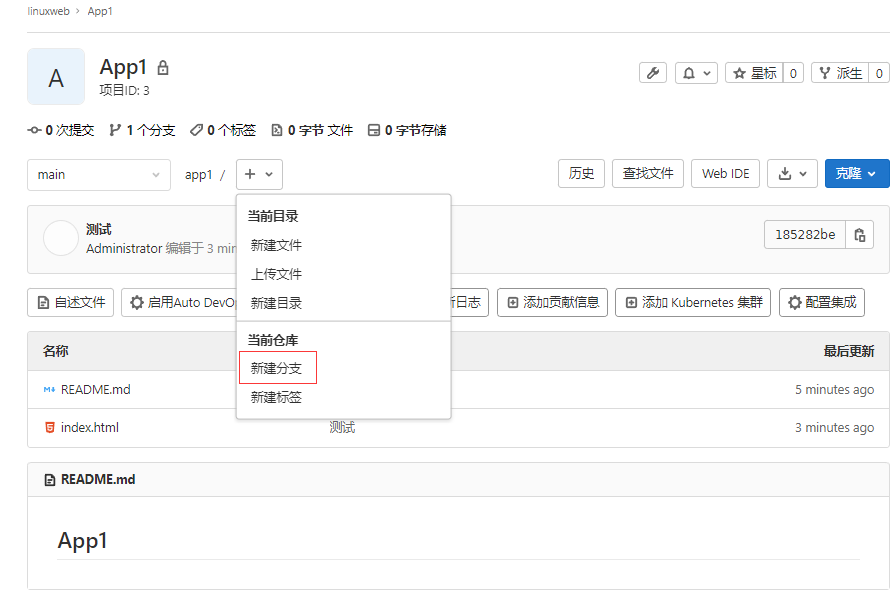 linuxweb › App1
A
App1
项目ID: 3
星标 0
派生 0
0 次提交 1 个分支 0 个标签 0 字节 文件 0 字节存储
main
app1 / +
历史 查找文件 Web IDE 克隆
当前目录
新建文件
上传文件
新建目录
当前仓库
新建分支
新建标签
测试
Administrator 编辑于 3 min
185282be
自述文件 启用Auto DevOp 新日志 添加贡献信息 添加 Kubernetes 集群 配置集成
名称 最后更新
README.md 5 minutes ago
index.html 测试 3 minutes ago
README.md
App1